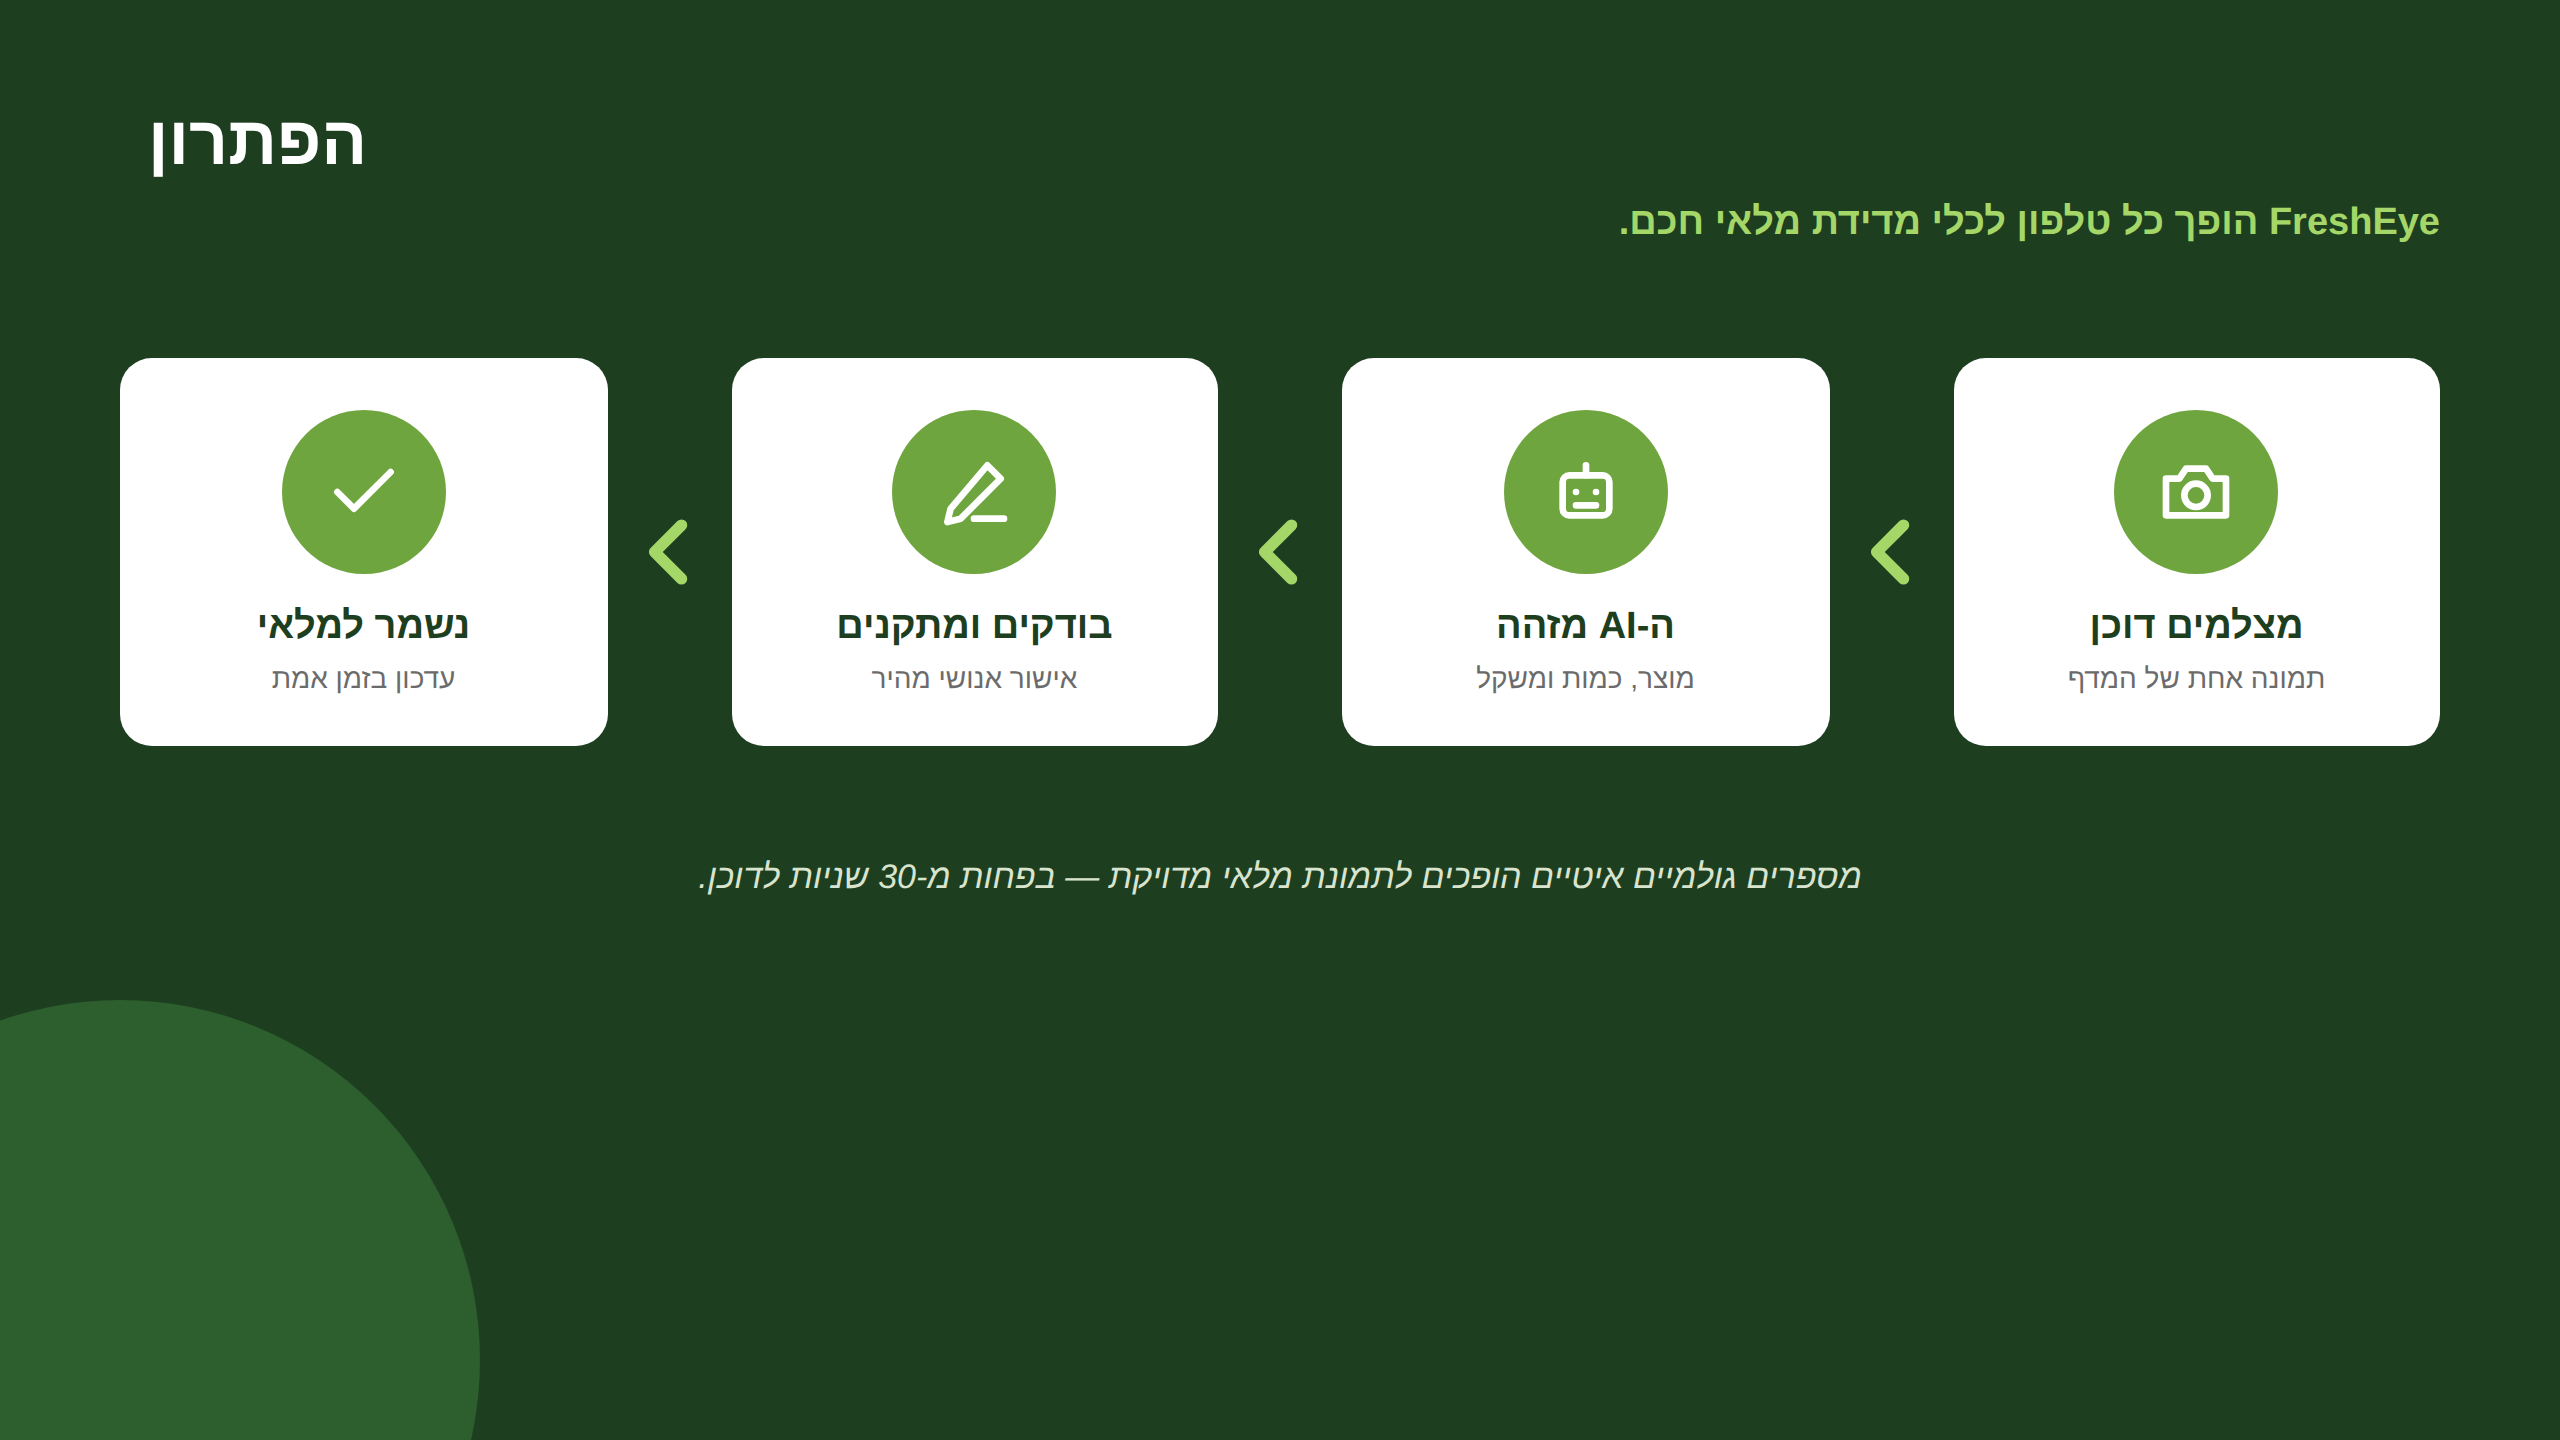 הפתרון
FreshEye הופך כל טלפון לכלי מדידת מלאי חכם.
מצלמים דוכן
תמונה אחת של המדף
ה-AI מזהה
מוצר, כמות ומשקל
בודקים ומתקנים
אישור אנושי מהיר
נשמר למלאי
עדכון בזמן אמת
מספרים גולמיים איטיים הופכים לתמונת מלאי מדויקת — בפחות מ-30 שניות לדוכן.